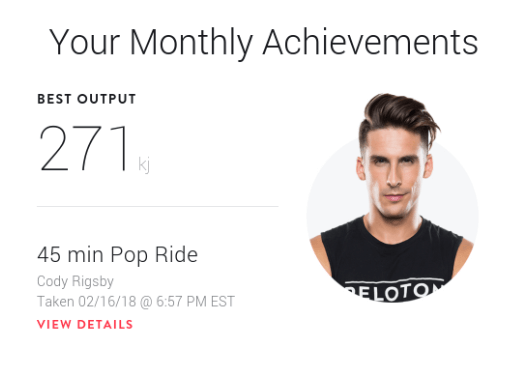 Your Monthly Achievements
BEST OUTPUT
271 kj
45 min Pop Ride
Cody Rigsby
Taken 02/16/18 @ 6:57 PM EST
VIEW DETAILS
PELOTON